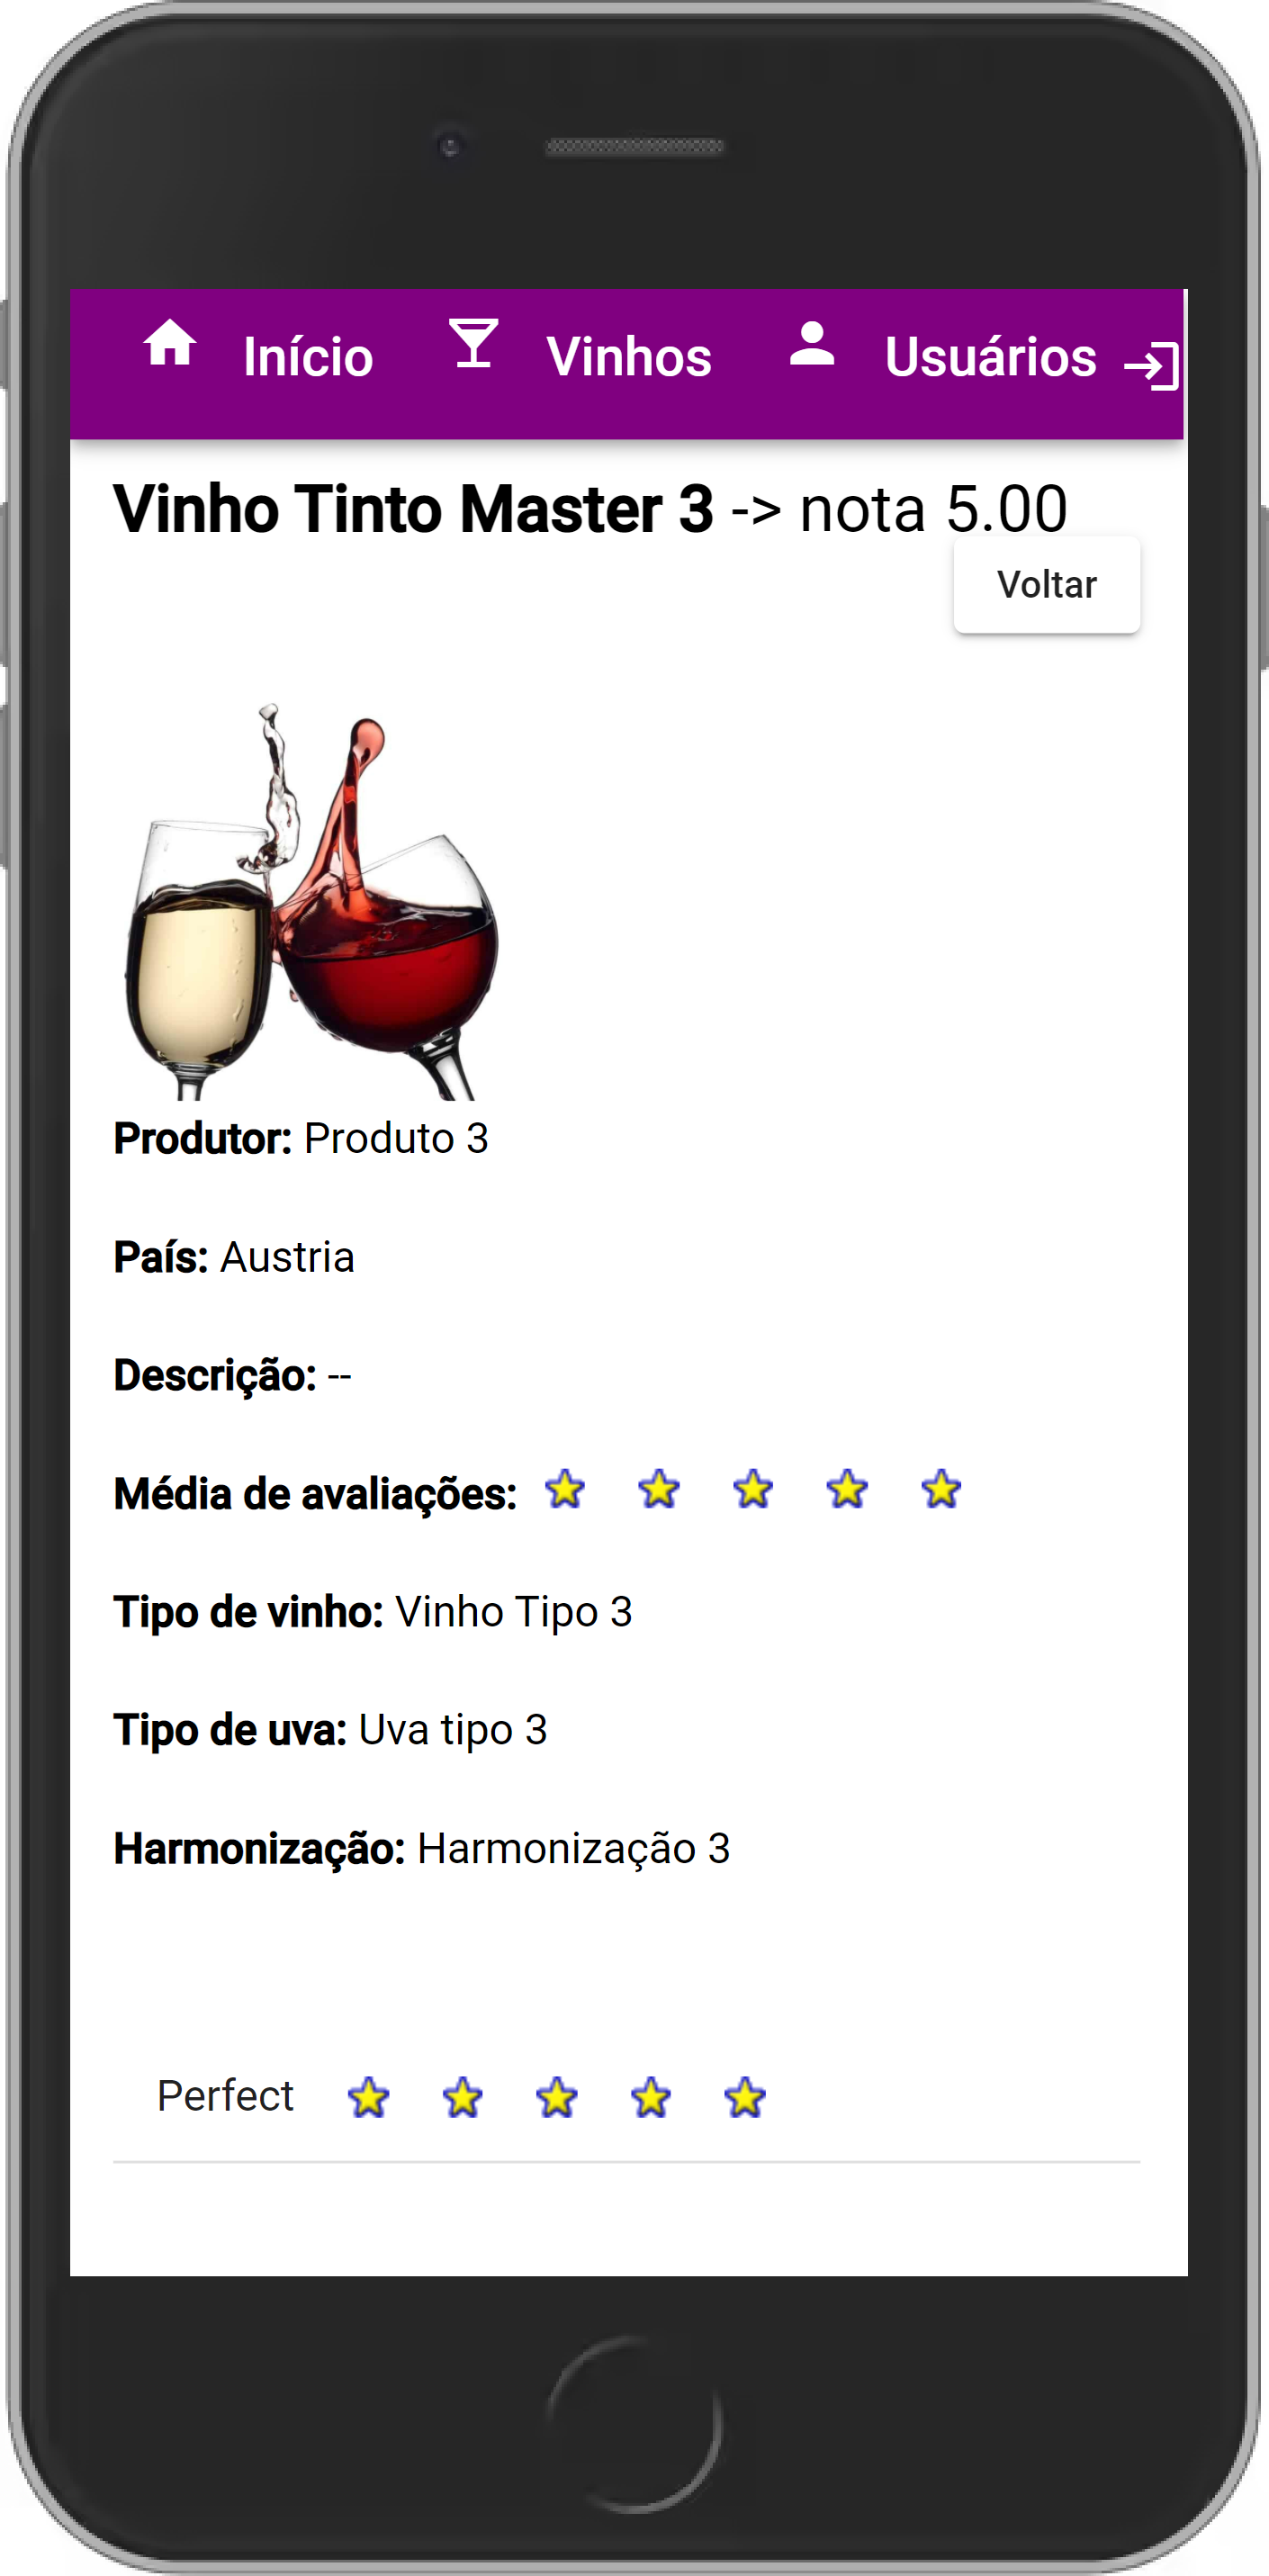 Início Vinhos Usuários
Vinho Tinto Master 3 -> nota 5.00
Voltar
Produtor: Produto 3
País: Austria
Descrição: --
Média de avaliações:
Tipo de vinho: Vinho Tipo 3
Tipo de uva: Uva tipo 3
Harmonização: Harmonização 3
Perfect